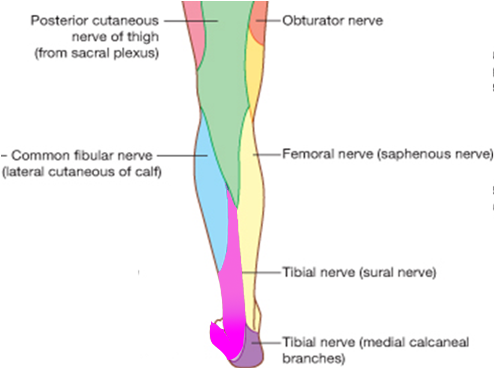 Posterior cutaneous
nerve of thigh
(from sacral plexus)
Obturator nerve
– Common fibular nerve
(lateral cutaneous of calf)
Femoral nerve (saphenous nerve)
Tibial nerve (sural nerve)
Tibial nerve (medial calcaneal
branches)